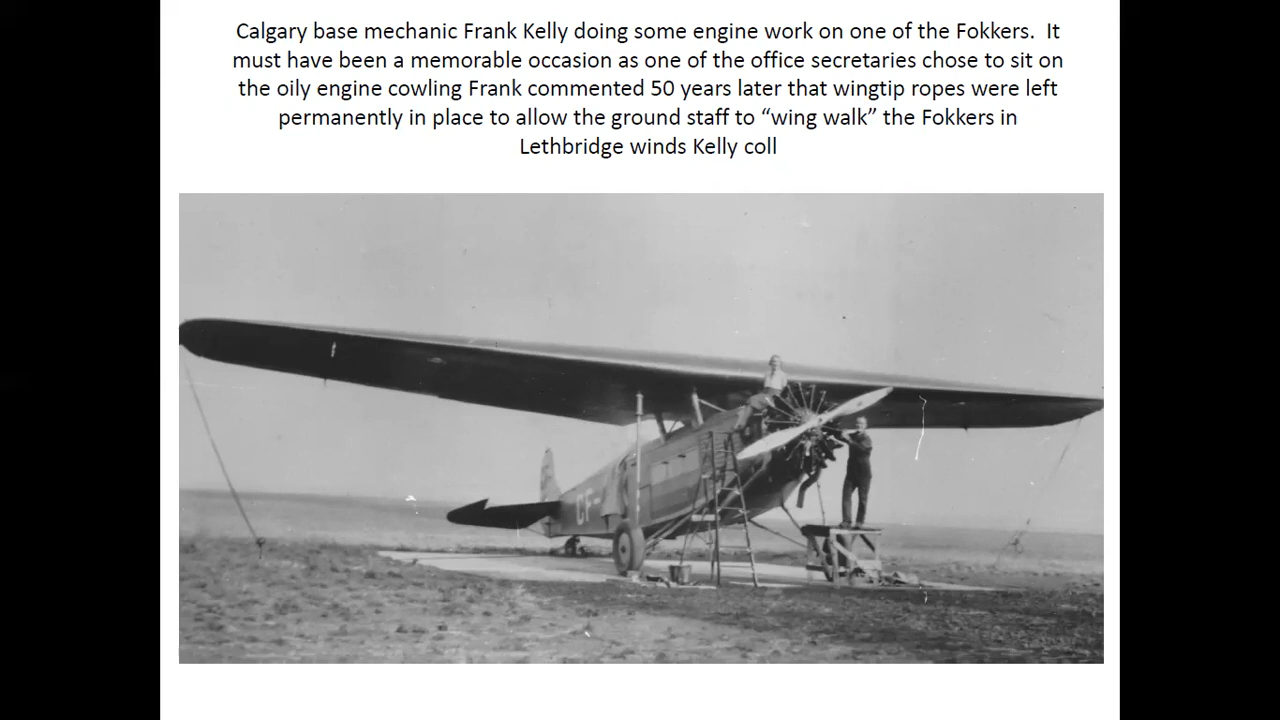 Calgary base mechanic Frank Kelly doing some engine work on one of the Fokkers.  It
must have been a memorable occasion as one of the office secretaries chose to sit on
the oily engine cowling Frank commented 50 years later that wingtip ropes were left
permanently in place to allow the ground staff to “wing walk” the Fokkers in
Lethbridge winds Kelly coll
CF-